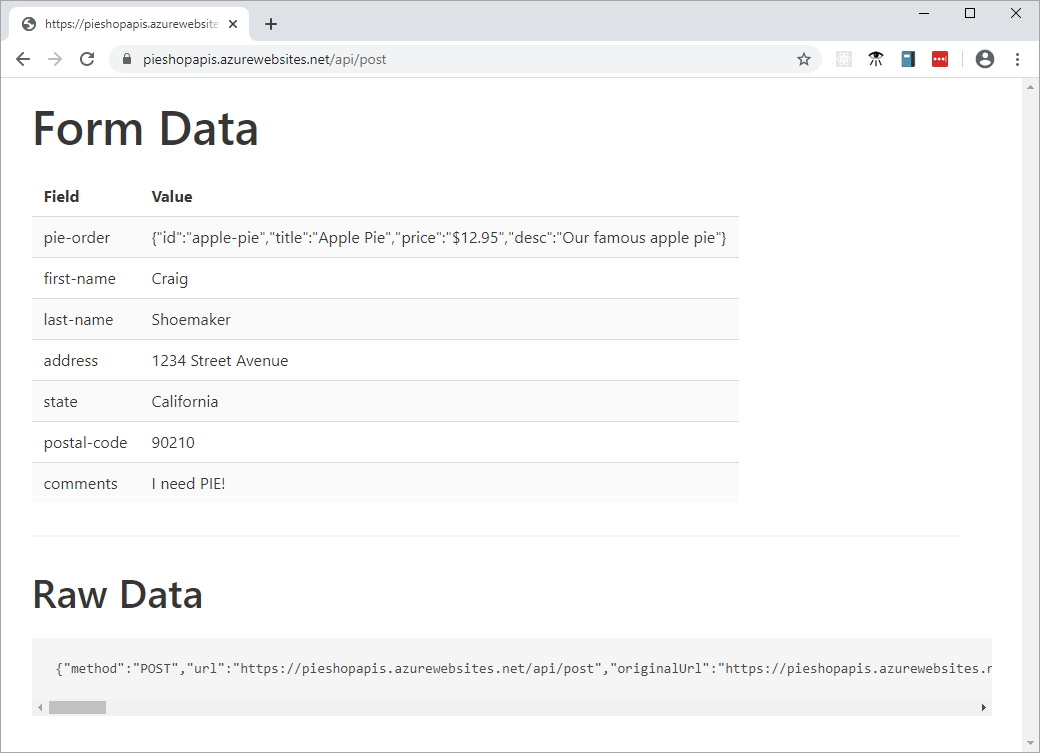 https://pieshopapis.azurewebsite
pieshopapis.azurewebsites.net/api/post
Form Data
Field Value
pie-order {"id":"apple-pie","title":"Apple Pie","price":"$12.95","desc":"Our famous apple pie"}
first-name Craig
last-name Shoemaker
address 1234 Street Avenue
state California
postal-code 90210
comments I need PIE!
Raw Data
{"method":"POST","url":"https://pieshopapis.azurewebsites.net/api/post","originalUrl":"https://pieshopapis.azurewebsites.n